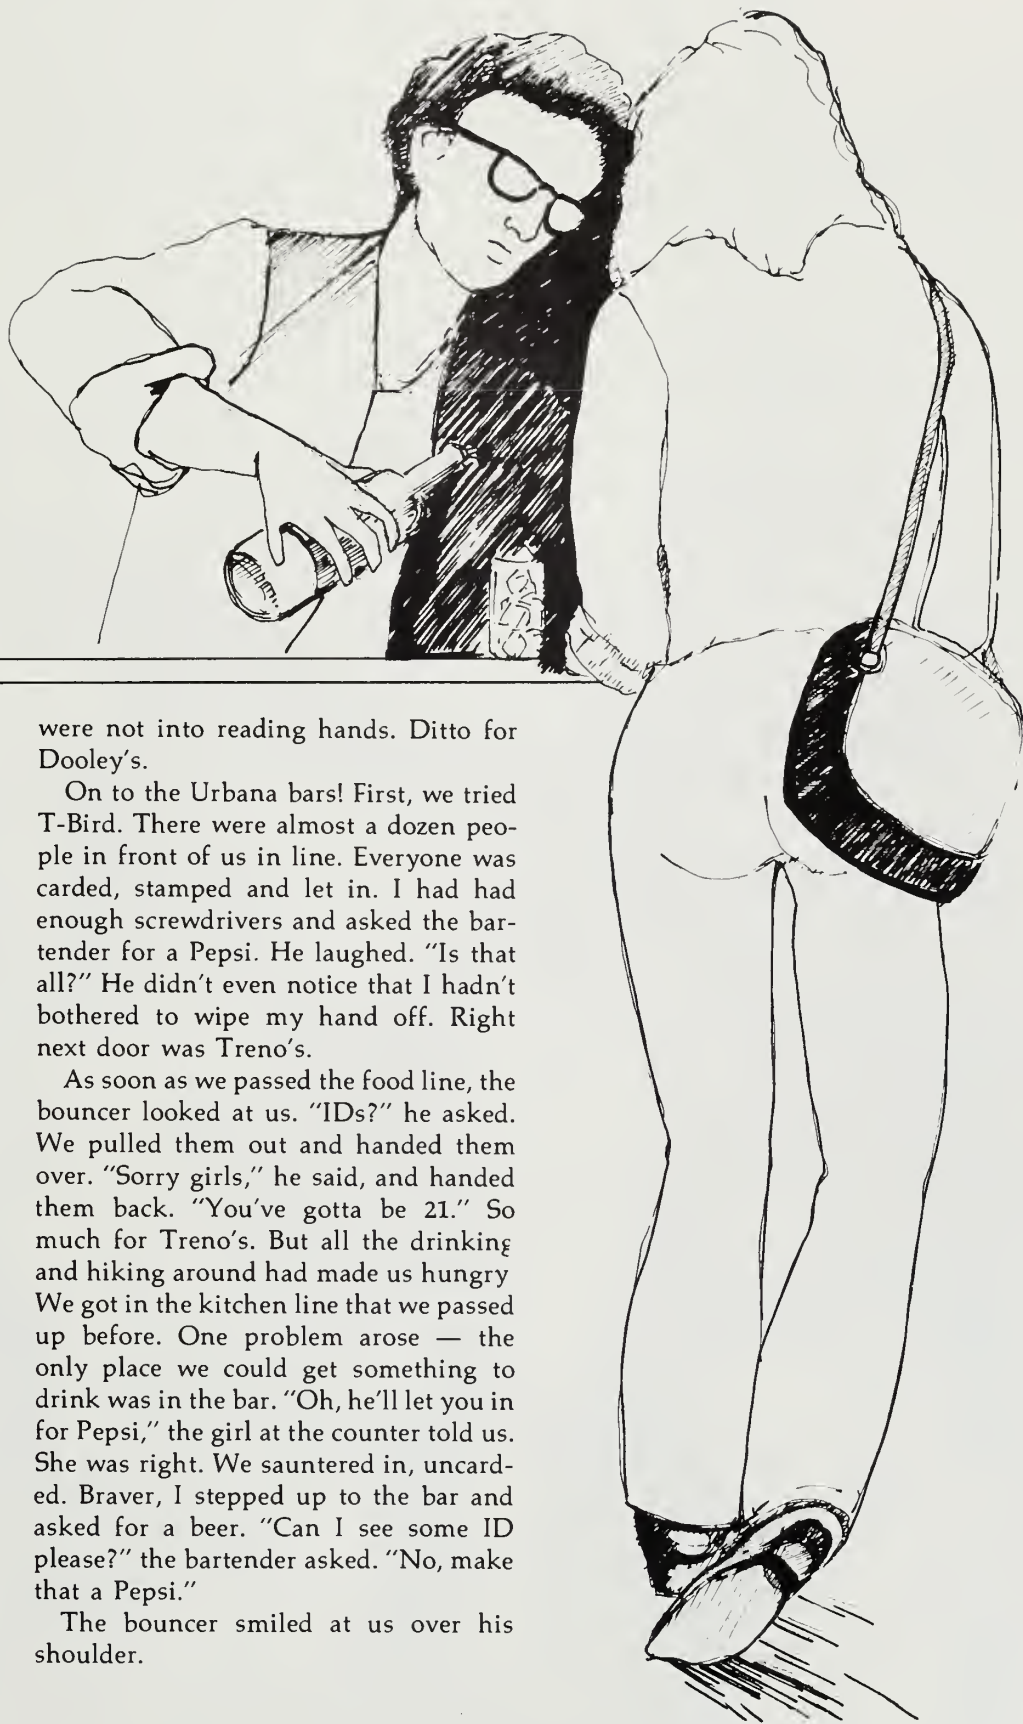 were not into reading hands. Ditto for
Dooley's.
On to the Urbana bars! First, we tried
T-Bird. There were almost a dozen peo-
ple in front of us in line. Everyone was
carded, stamped and let in. I had had
enough screwdrivers and asked the bar-
tender for a Pepsi. He laughed. "Is that
all?" He didn't even notice that I hadn't
bothered to wipe my hand off. Right
next door was Treno's.
As soon as we passed the food line, the
bouncer looked at us. "IDs?" he asked.
We pulled them out and handed them
over. "Sorry girls," he said, and handed
them back. "You've gotta be 21." So
much for Treno's. But all the drinking
and hiking around had made us hungry
We got in the kitchen line that we passed
up before. One problem arose — the
only place we could get something to
drink was in the bar. "Oh, he'll let you in
for Pepsi," the girl at the counter told us.
She was right. We sauntered in, uncard-
ed. Braver, I stepped up to the bar and
asked for a beer. "Can I see some ID
please?" the bartender asked. "No, make
that a Pepsi."
The bouncer smiled at us over his
shoulder.